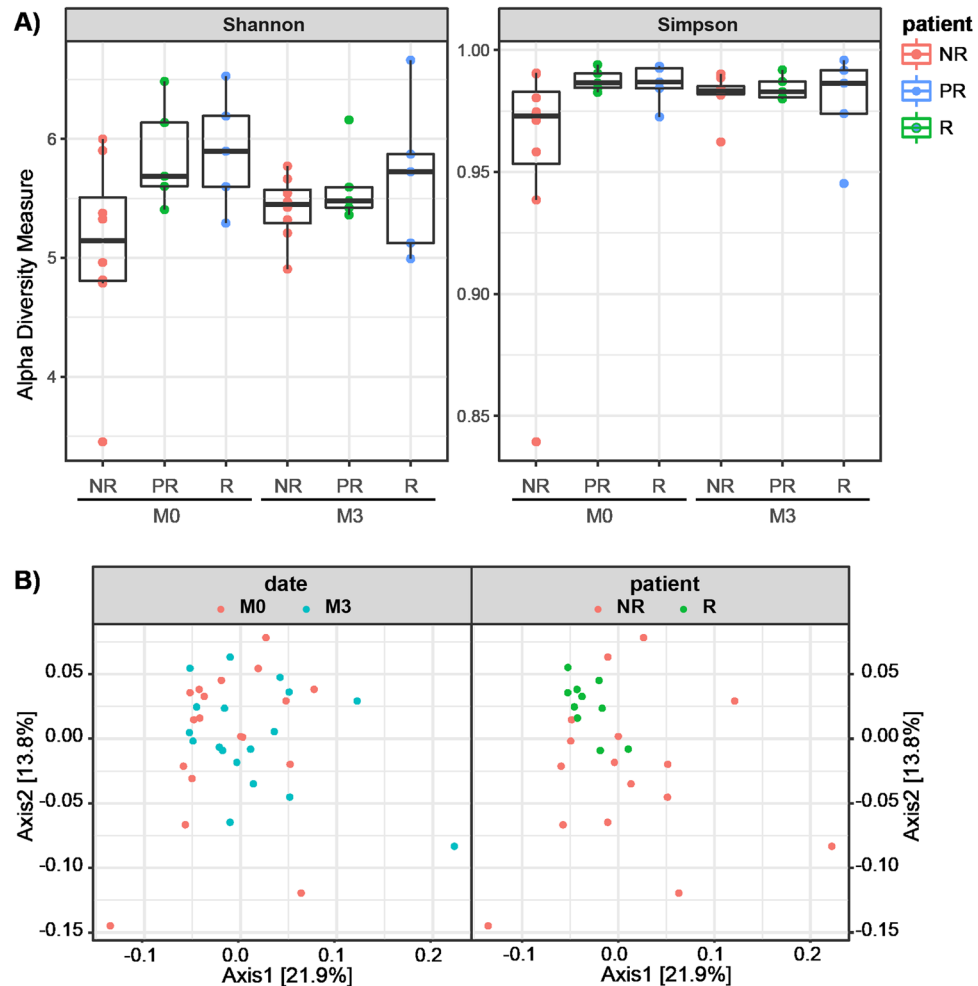 A)
Shannon
Simpson
patient
NR
PR
R
Alpha Diversity Measure
6
5
4
1.00
0.95
0.90
0.85
NR PR R NR PR R
M0 M3
NR PR R NR PR R
M0 M3
B)
date
M0 M3
patient
NR R
Axis2 [13.8%]
0.05
0.00
-0.05
-0.10
-0.15
0.05
0.00
-0.05
-0.10
-0.15
Axis2 [13.8%]
-0.1 0.0 0.1 0.2
-0.1 0.0 0.1 0.2
Axis1 [21.9%]
Axis1 [21.9%]